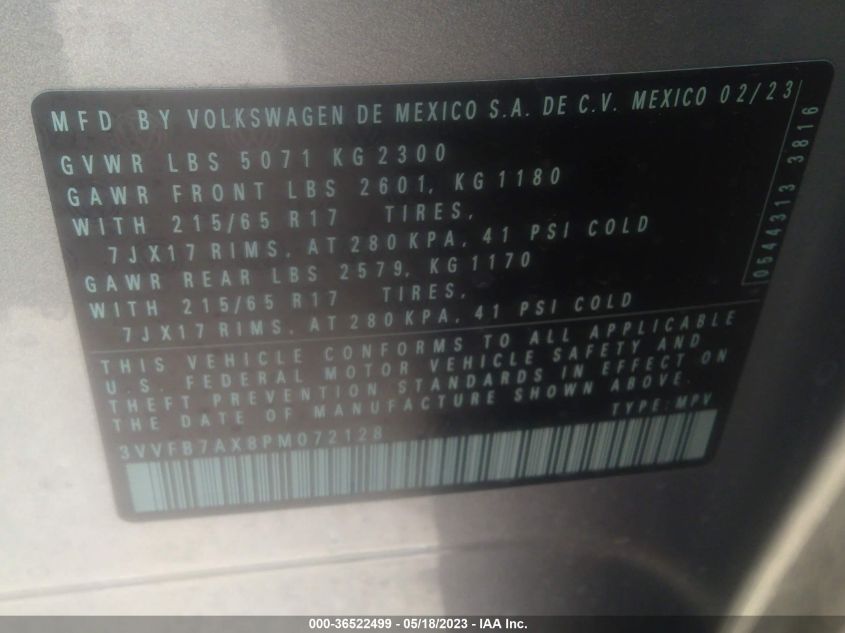 MFD BY VOLKSWAGEN DE MEXICO S.A. DE C.V. MEXICO 02/23
GVWR LBS 5071 KG 2300
GAWR FRONT LBS 2601, KG 1180
WITH 215/65 R17 TIRES,
7JX17 RIMS, AT 280 KPA, 41 PSI COLD
GAWR REAR LBS 2579, KG 1170
WITH 215/65 R17 TIRES,
7JX17 RIMS, AT 280 KPA, 41 PSI COLD
THIS VEHICLE CONFORMS TO ALL APPLICABLE
U.S. FEDERAL MOTOR VEHICLE SAFETY AND
THEFT PREVENTION STANDARDS IN EFFECT ON
THE DATE OF MANUFACTURE SHOWN ABOVE.
TYPE: MPV
3VVFB7AX8PM072128
0544313 3816
000-36522499 - 05/18/2023 - IAA Inc.